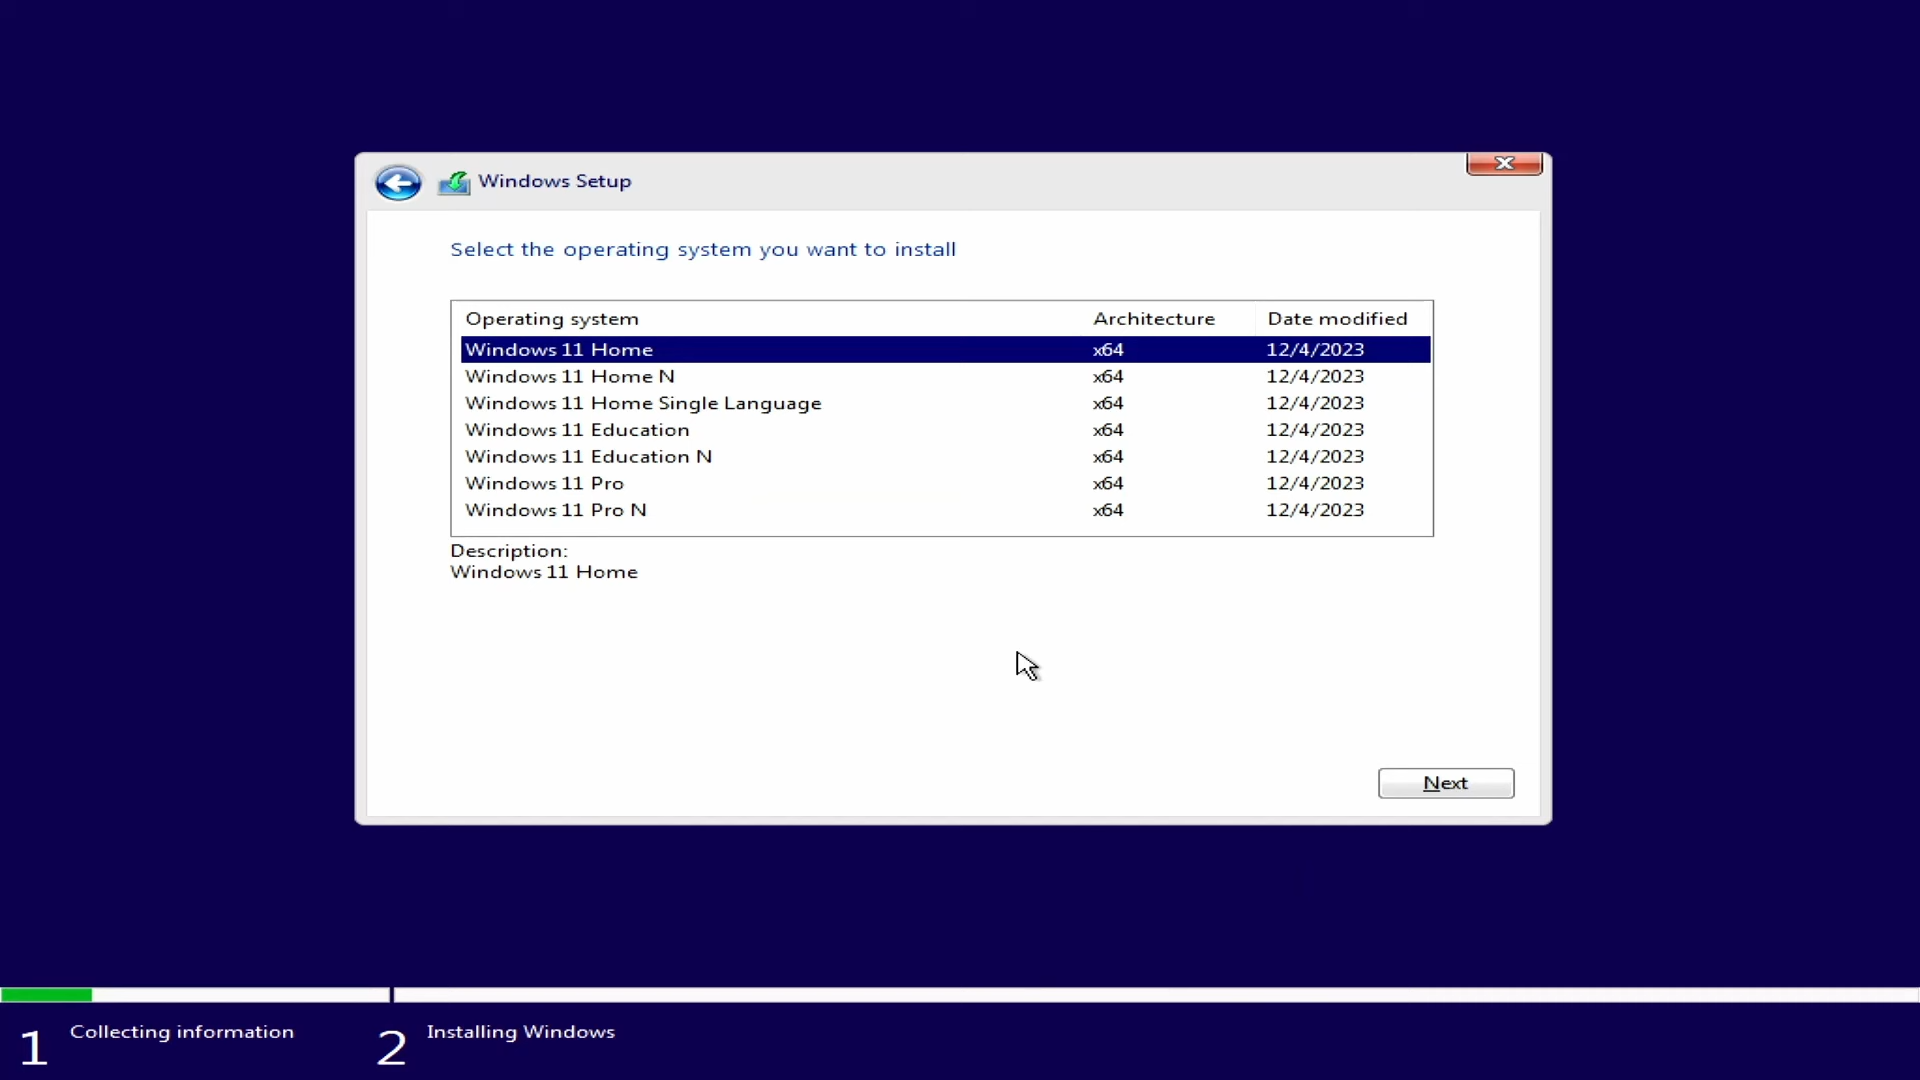 Windows Setup
Select the operating system you want to install
Operating system Architecture Date modified
Windows 11 Home x64 12/4/2023
Windows 11 Home N x64 12/4/2023
Windows 11 Home Single Language x64 12/4/2023
Windows 11 Education x64 12/4/2023
Windows 11 Education N x64 12/4/2023
Windows 11 Pro x64 12/4/2023
Windows 11 Pro N x64 12/4/2023
Description:
Windows 11 Home
Next
1 Collecting information 2 Installing Windows